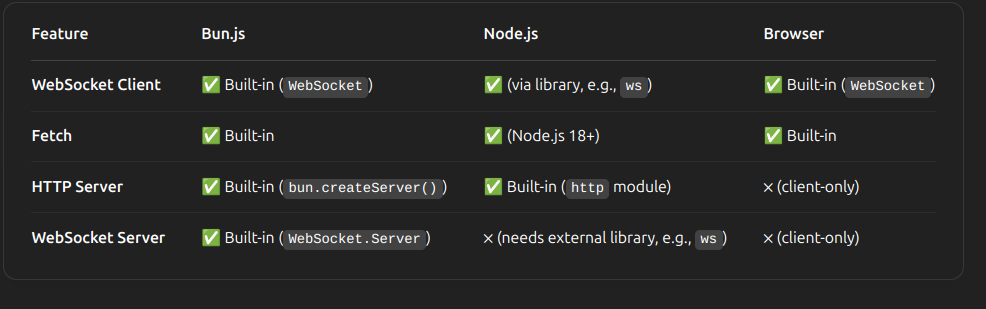 Feature Bun.js Node.js Browser
WebSocket Client ✅ Built-in (WebSocket) ✅ (via library, e.g., ws) ✅ Built-in (WebSocket)
Fetch ✅ Built-in ✅ (Node.js 18+) ✅ Built-in
HTTP Server ✅ Built-in (bun.createServer()) ✅ Built-in (http module) × (client-only)
WebSocket Server ✅ Built-in (WebSocket.Server) × (needs external library, e.g., ws) × (client-only)